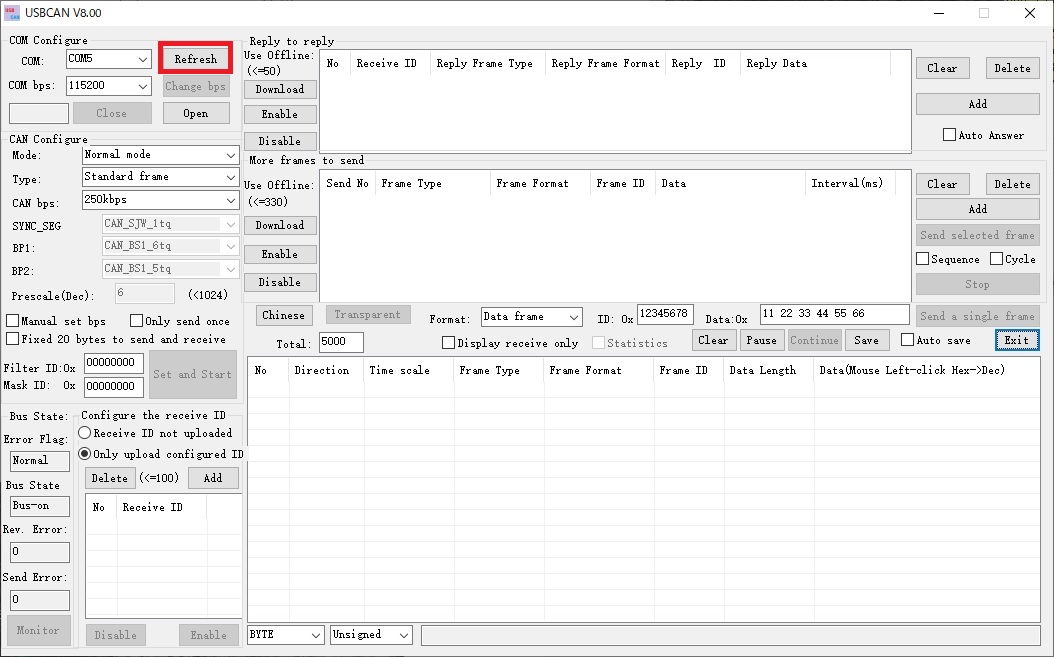 USBCAN V8.00
COM Configure
COM: COM5 Refresh
COM bps: 115200 Change bps
Close Open
CAN Configure
Mode: Normal mode
Type: Standard frame
CAN bps: 250kbps
SYNC_SEG CAN_SJW_1tq
BP1: CAN_BS1_6tq
BP2: CAN_BS1_5tq
Prescale(Dec): 6 (<1024)
Manual set bps Only send once
Fixed 20 bytes to send and receive
Filter ID:0x 00000000
Mask ID: 0x 00000000
Set and Start
Bus State:
Error Flag:
Normal
Bus State
Bus-on
Rev. Error:
0
Send Error:
0
Monitor
Configure the receive ID
Receive ID not uploaded
Only upload configured ID
Delete (<=100) Add
No Receive ID
Disable Enable
Reply to reply
Use Offline:
(<=50)
Download
Enable
Disable
No Receive ID Reply Frame Type Reply Frame Format Reply ID Reply Data
Clear Delete
Add
Auto Answer
More frames to send
Use Offline:
(<=330)
Download
Enable
Disable
Send No Frame Type Frame Format Frame ID Data Interval(ms)
Clear Delete
Add
Send selected frame
Sequence Cycle
Stop
Chinese Transparent Format: Data frame ID: 0x 12345678 Data:0x 11 22 33 44 55 66 Send a single frame
Total: 5000 Display receive only Statistics Clear Pause Continue Save Auto save Exit
No Direction Time scale Frame Type Frame Format Frame ID Data Length Data(Mouse Left-click Hex->Dec)
BYTE Unsigned